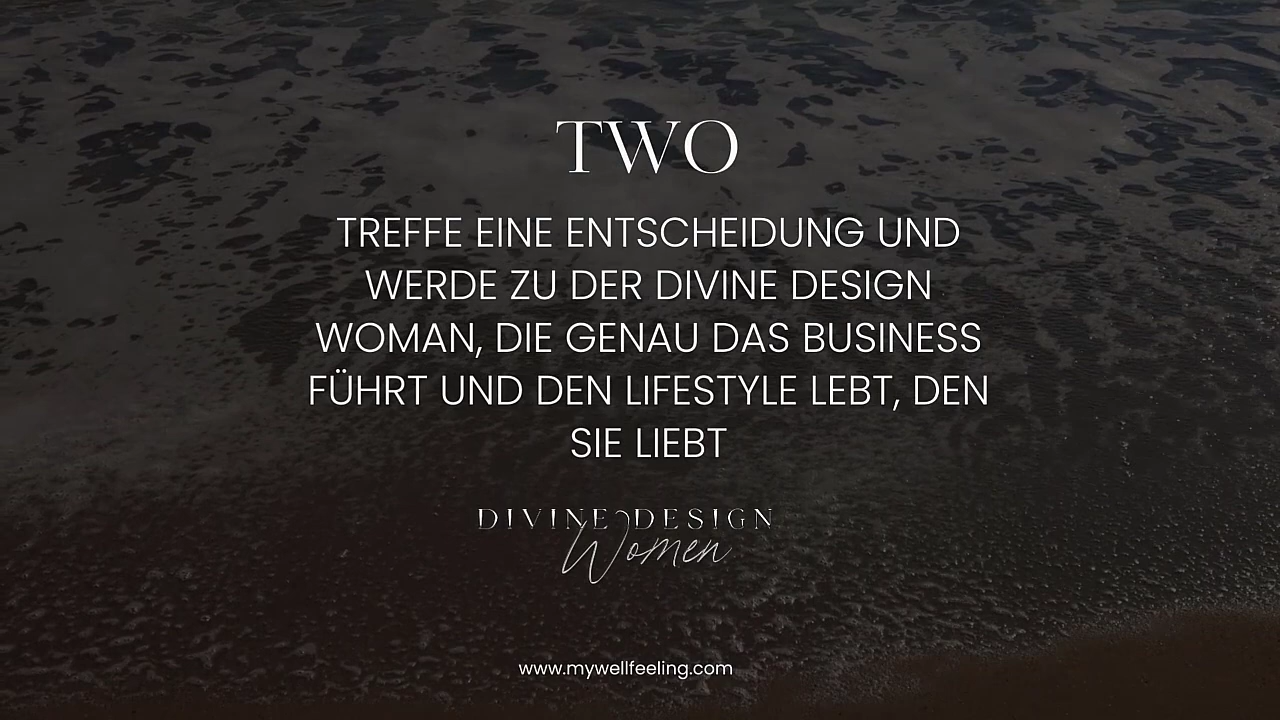 TWO
TREFFE EINE ENTSCHEIDUNG UND
WERDE ZU DER DIVINE DESIGN
WOMAN, DIE GENAU DAS BUSINESS
FÜHRT UND DEN LIFESTYLE LEBT, DEN
SIE LIEBT
DIVINE DESIGN
Women
www.mywellfeeling.com